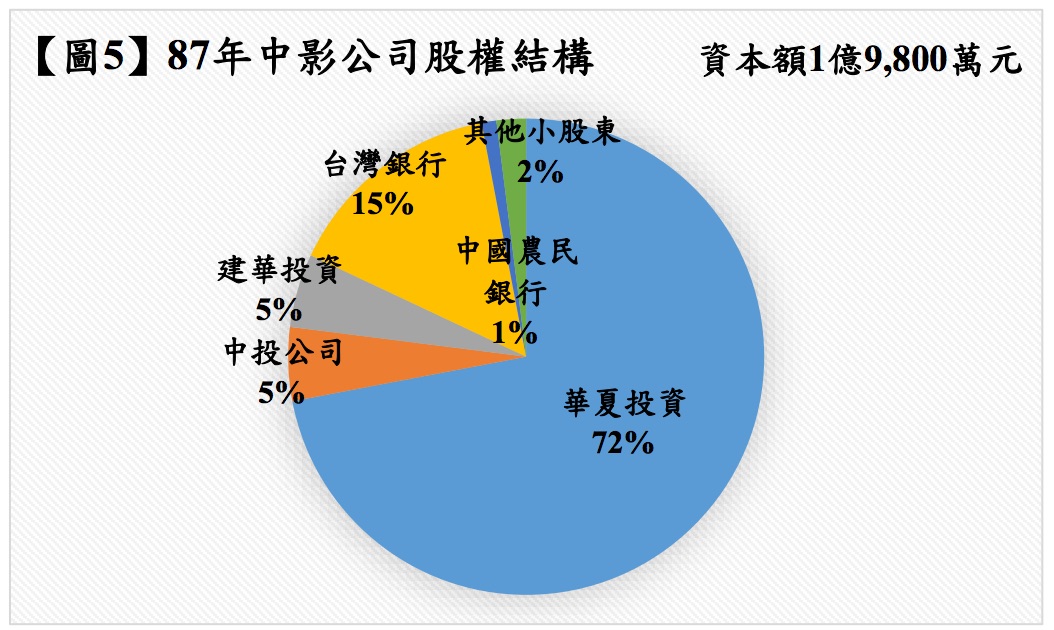 【圖5】87年中影公司股權結構
資本額1億9,800萬元
其他小股東
2%
台灣銀行
15%
中國農民
銀行
1%
建華投資
5%
中投公司
5%
華夏投資
72%